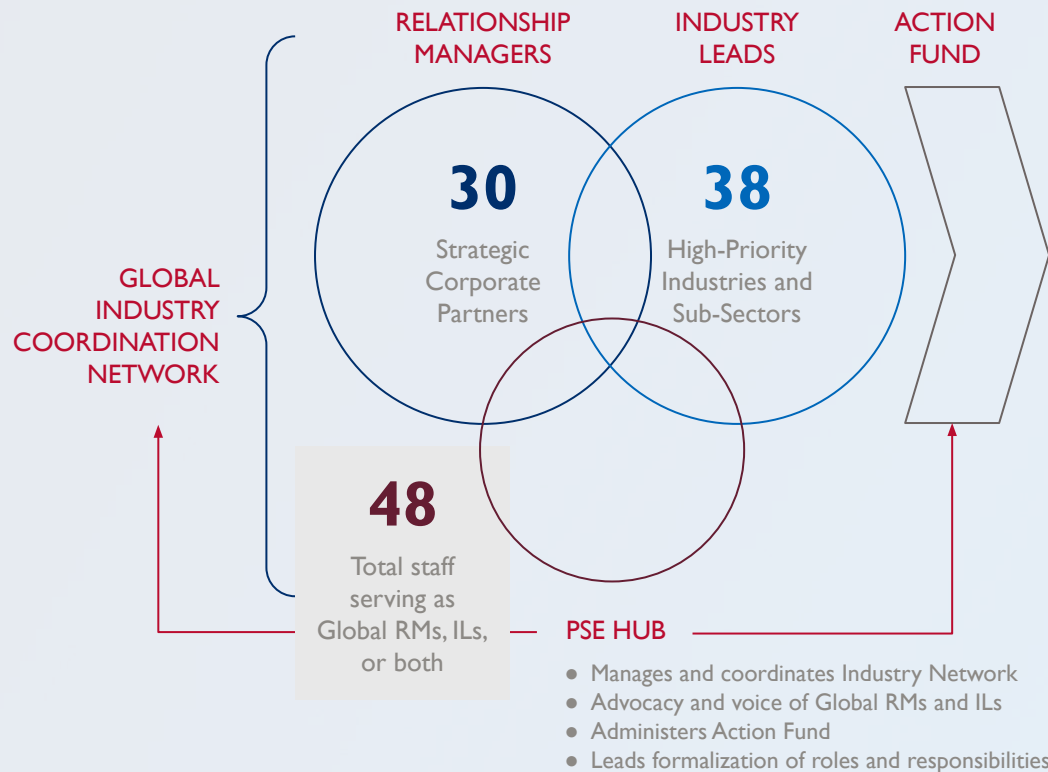 RELATIONSHIP
MANAGERS
INDUSTRY
LEADS
ACTION
FUND
30
Strategic
Corporate
Partners
38
High-Priority
Industries and
Sub-Sectors
GLOBAL
INDUSTRY
COORDINATION
NETWORK
48
Total staff
serving as
Global RMs, ILs,
or both
PSE HUB
● Manages and coordinates Industry Network
● Advocacy and voice of Global RMs and ILs
● Administers Action Fund
● Leads formalization of roles and responsibilities